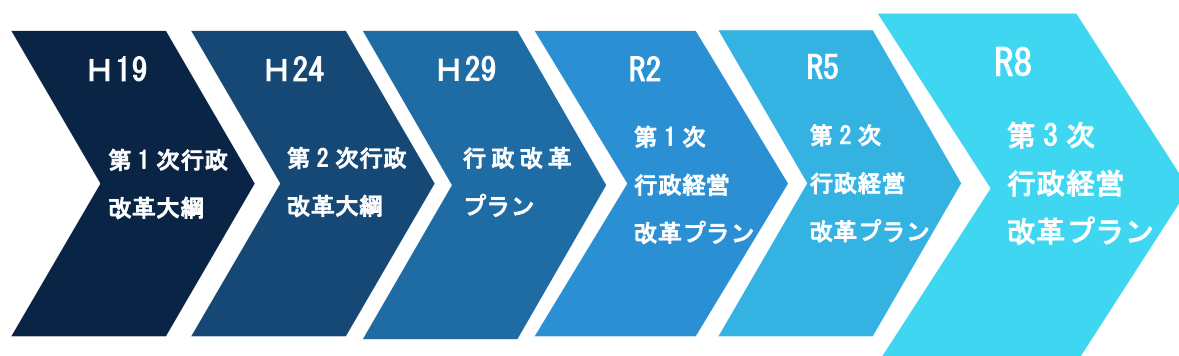 H19
第1次行政
改革大綱
H24
第2次行政
改革大綱
H29
行政改革
プラン
R2
第1次
行政経営
改革プラン
R5
第2次
行政経営
改革プラン
R8
第3次
行政経営
改革プラン